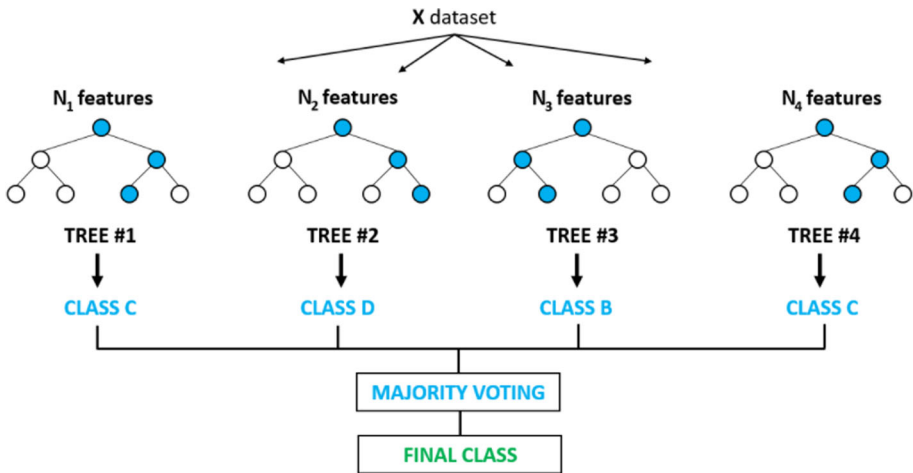 X dataset
N₁ features N₂ features N₃ features N₄ features
TREE #1 TREE #2 TREE #3 TREE #4
CLASS C CLASS D CLASS B CLASS C
MAJORITY VOTING
FINAL CLASS